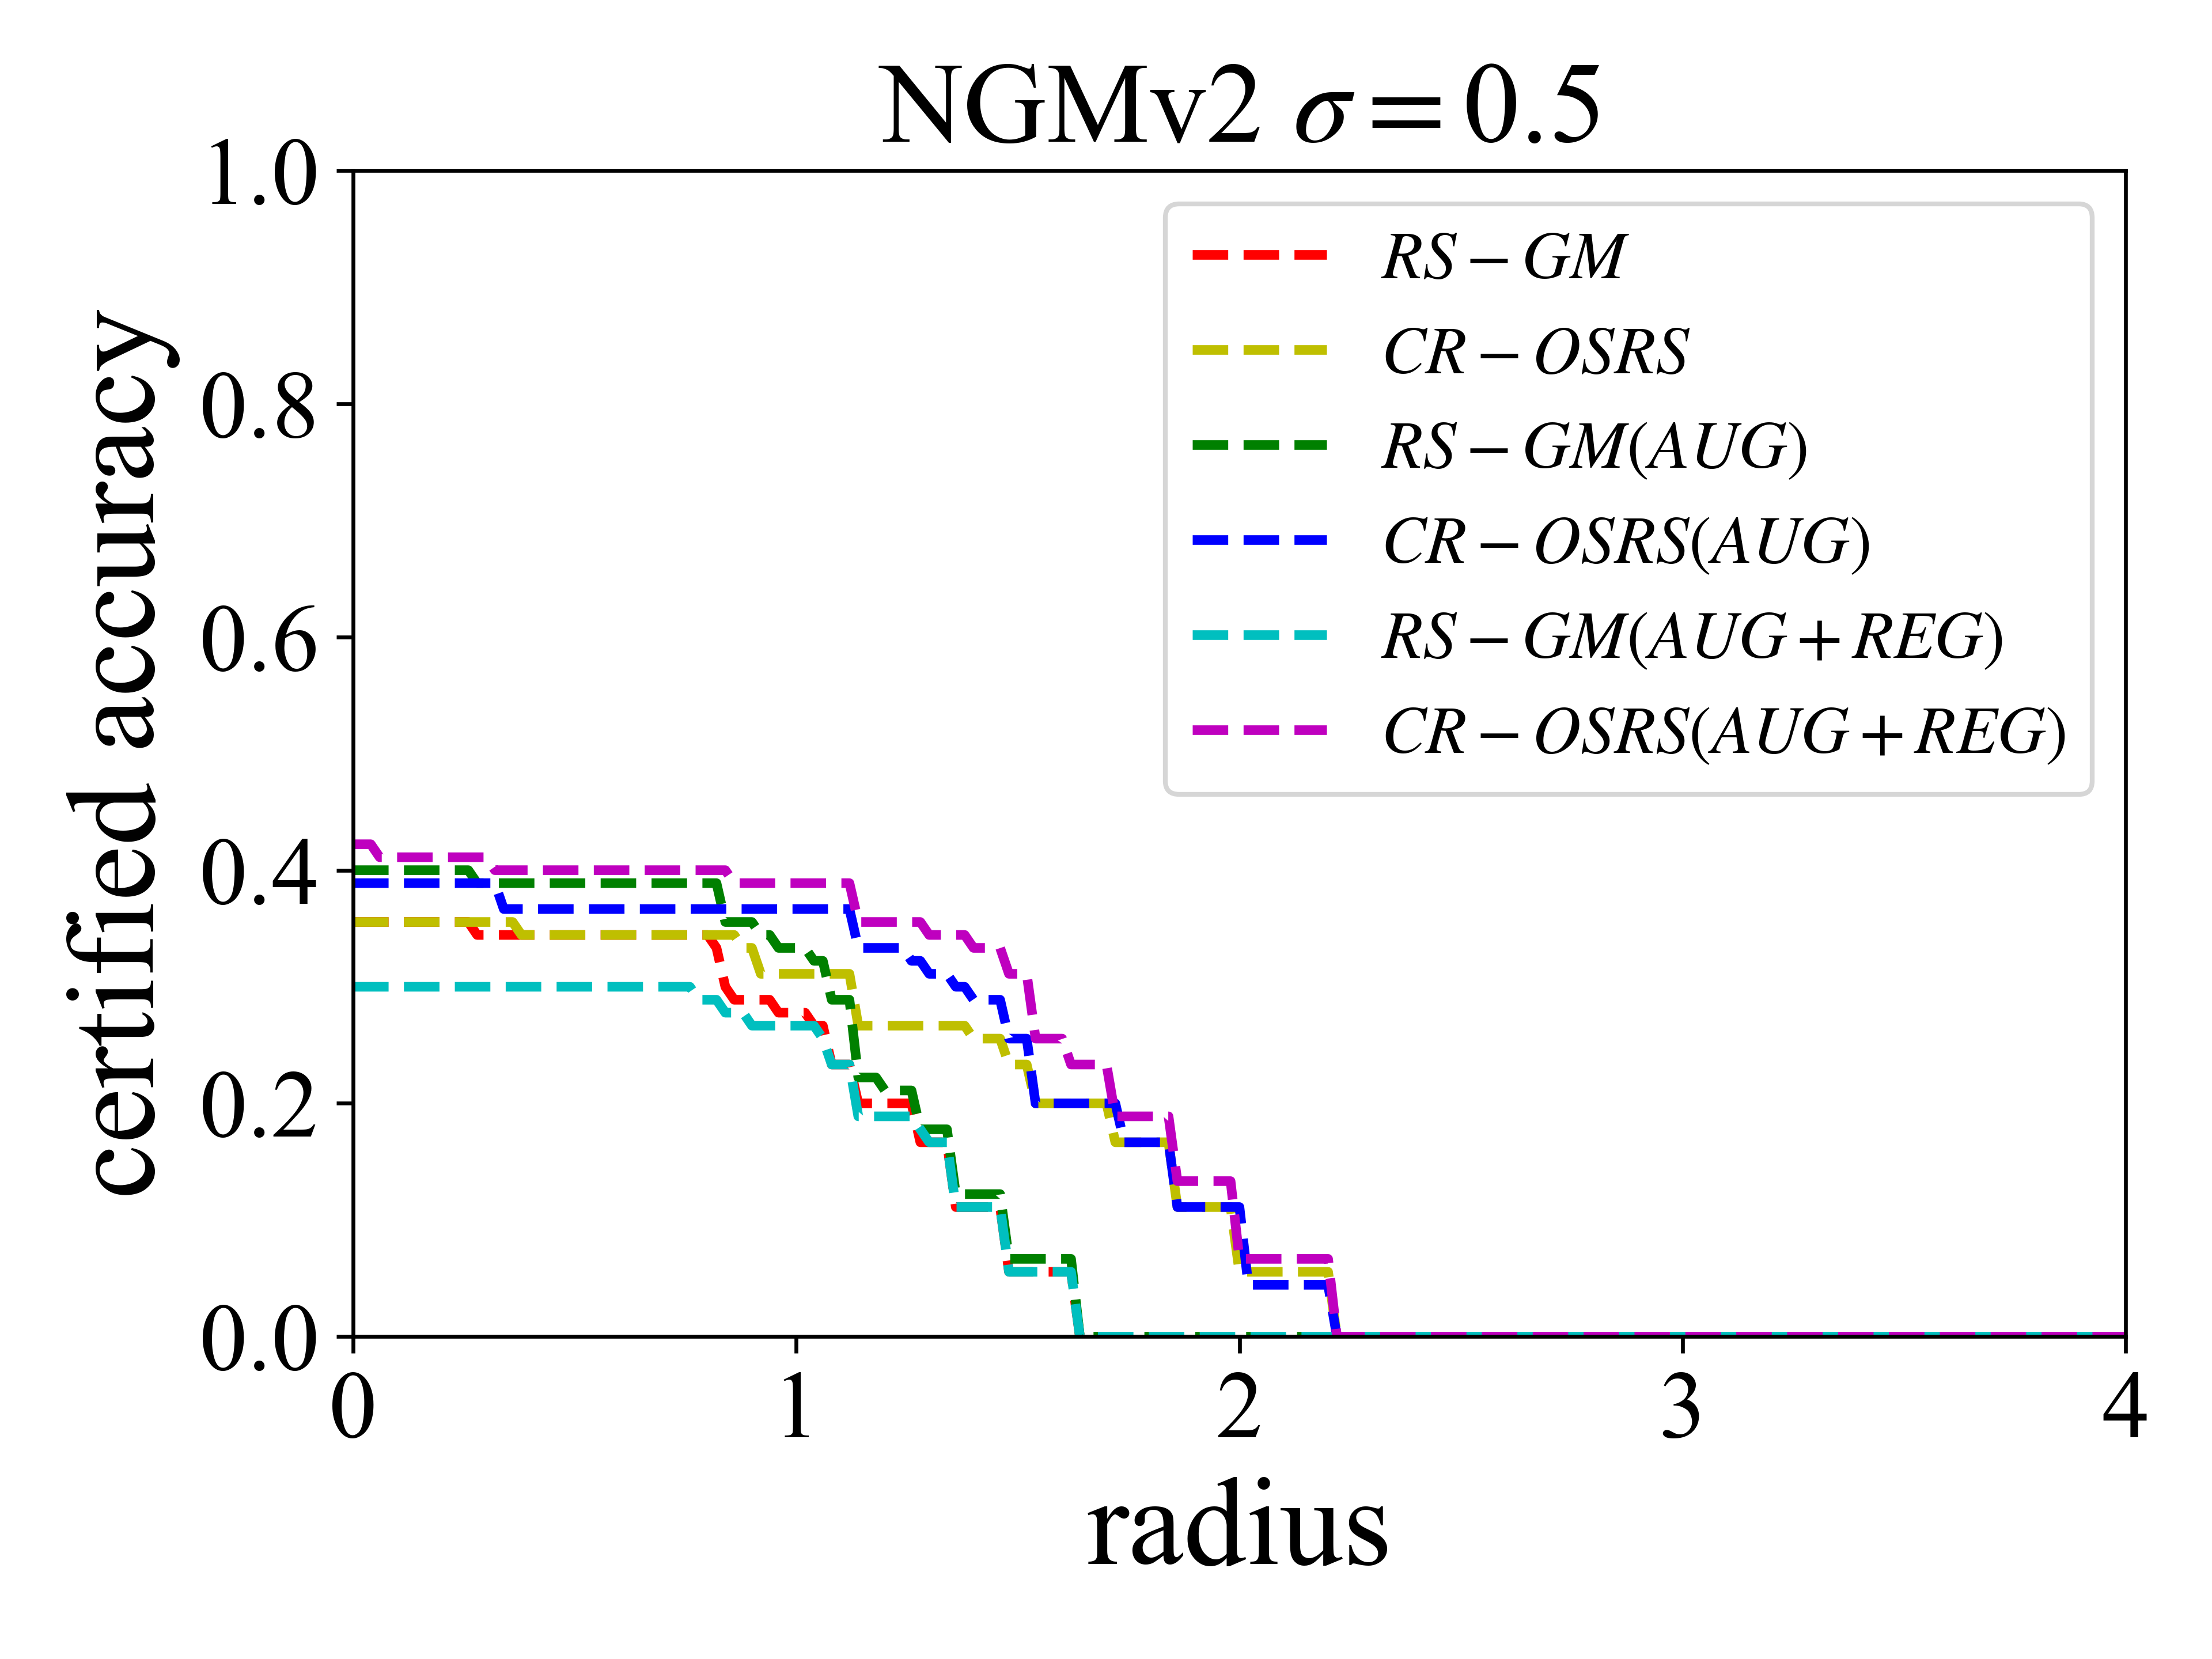 NGMv2 σ = 0.5
1.0
0.8
0.6
0.4
0.2
0.0
certified accuracy
RS − GM
CR − OSRS
RS − GM(AUG)
CR − OSRS(AUG)
RS − GM(AUG + REG)
CR − OSRS(AUG + REG)
0 1 2 3 4
radius